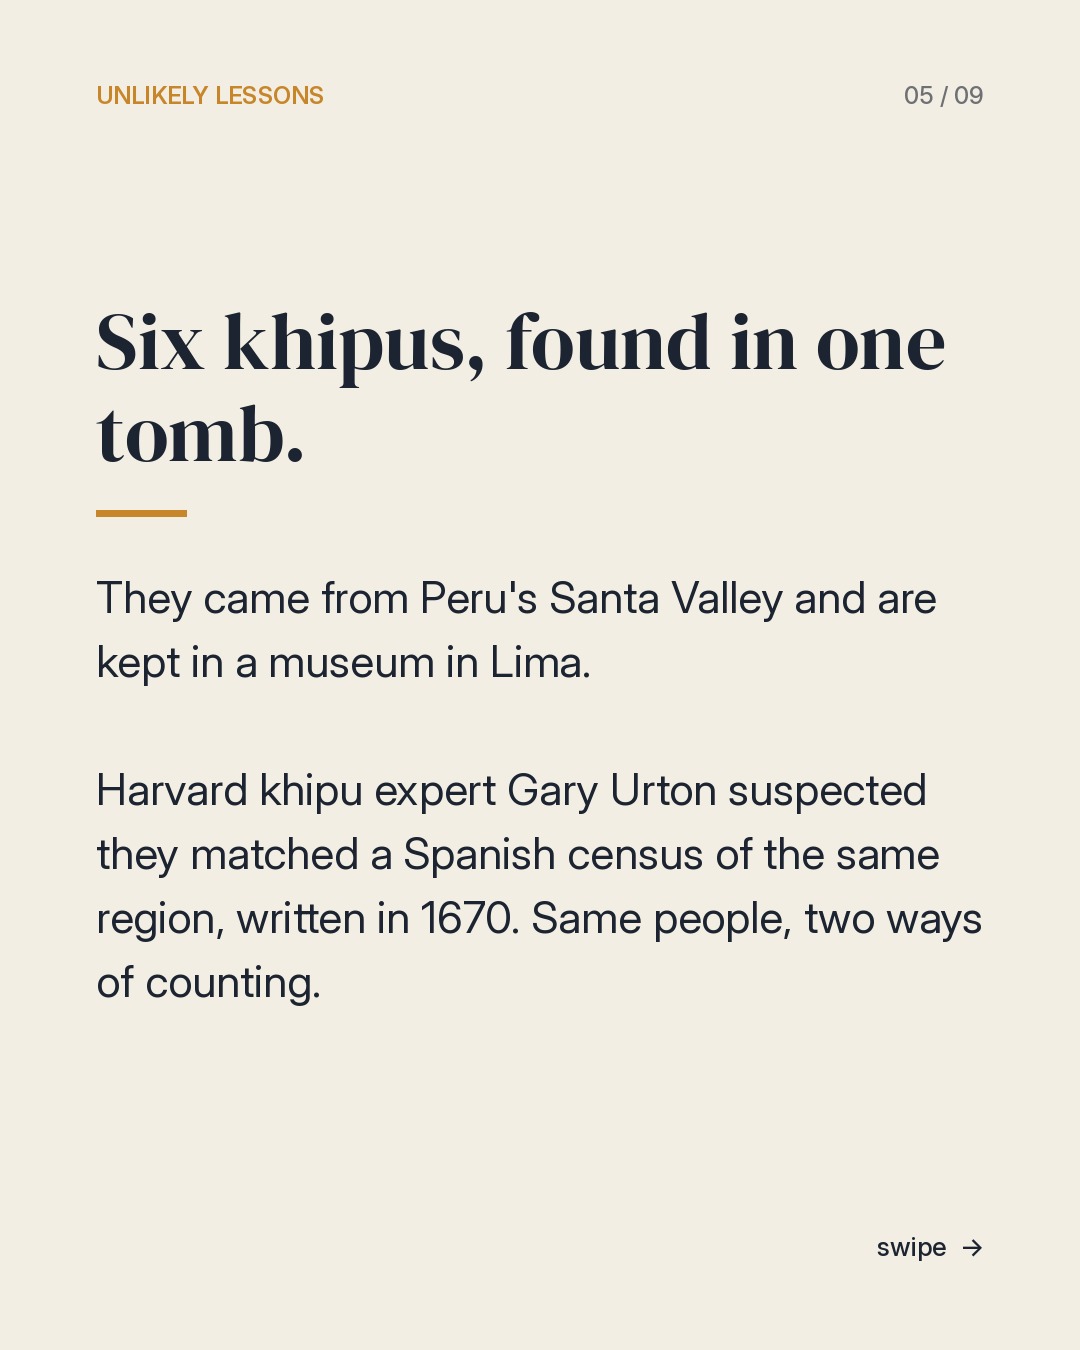 UNLIKELY LESSONS
05 / 09
Six khipus, found in one
tomb.
They came from Peru's Santa Valley and are
kept in a museum in Lima.
Harvard khipu expert Gary Urton suspected
they matched a Spanish census of the same
region, written in 1670. Same people, two ways
of counting.
swipe →